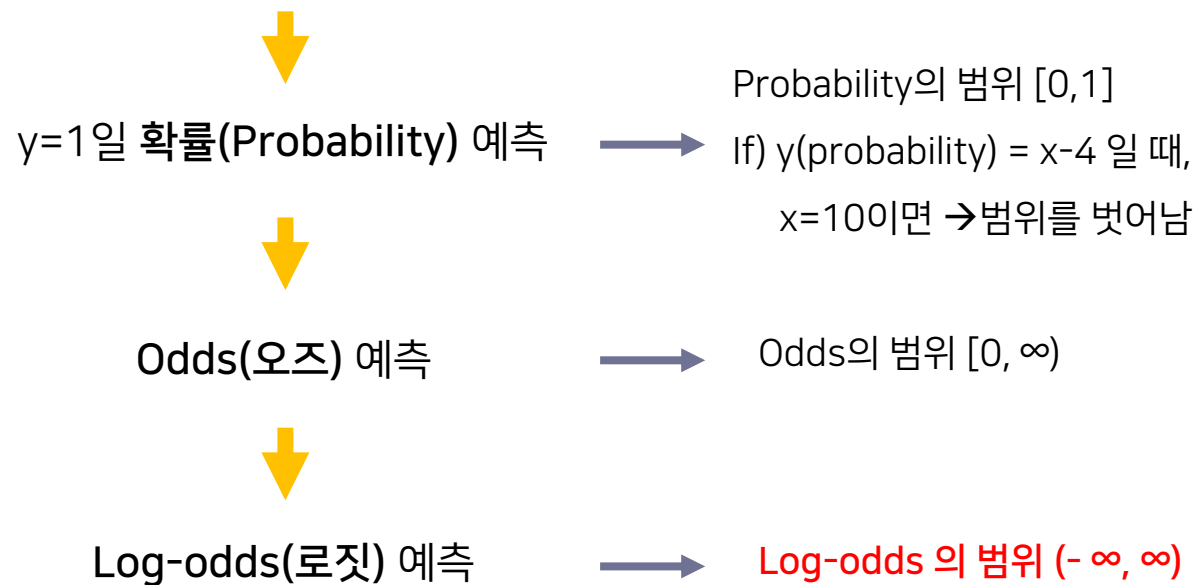 y=1일 확률(Probability) 예측
Probability의 범위 [0,1]
If) y(probability) = x-4 일 때,
x=10이면 →범위를 벗어남
Odds(오즈) 예측
Odds의 범위 [0, ∞)
Log-odds(로짓) 예측
Log-odds 의 범위 (- ∞, ∞)